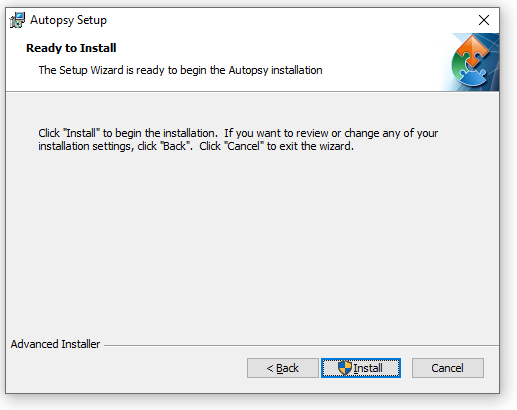 Autopsy Setup
Ready to Install
The Setup Wizard is ready to begin the Autopsy installation
Click "Install" to begin the installation.  If you want to review or change any of your
installation settings, click "Back".  Click "Cancel" to exit the wizard.
Advanced Installer
< Back
Install
Cancel